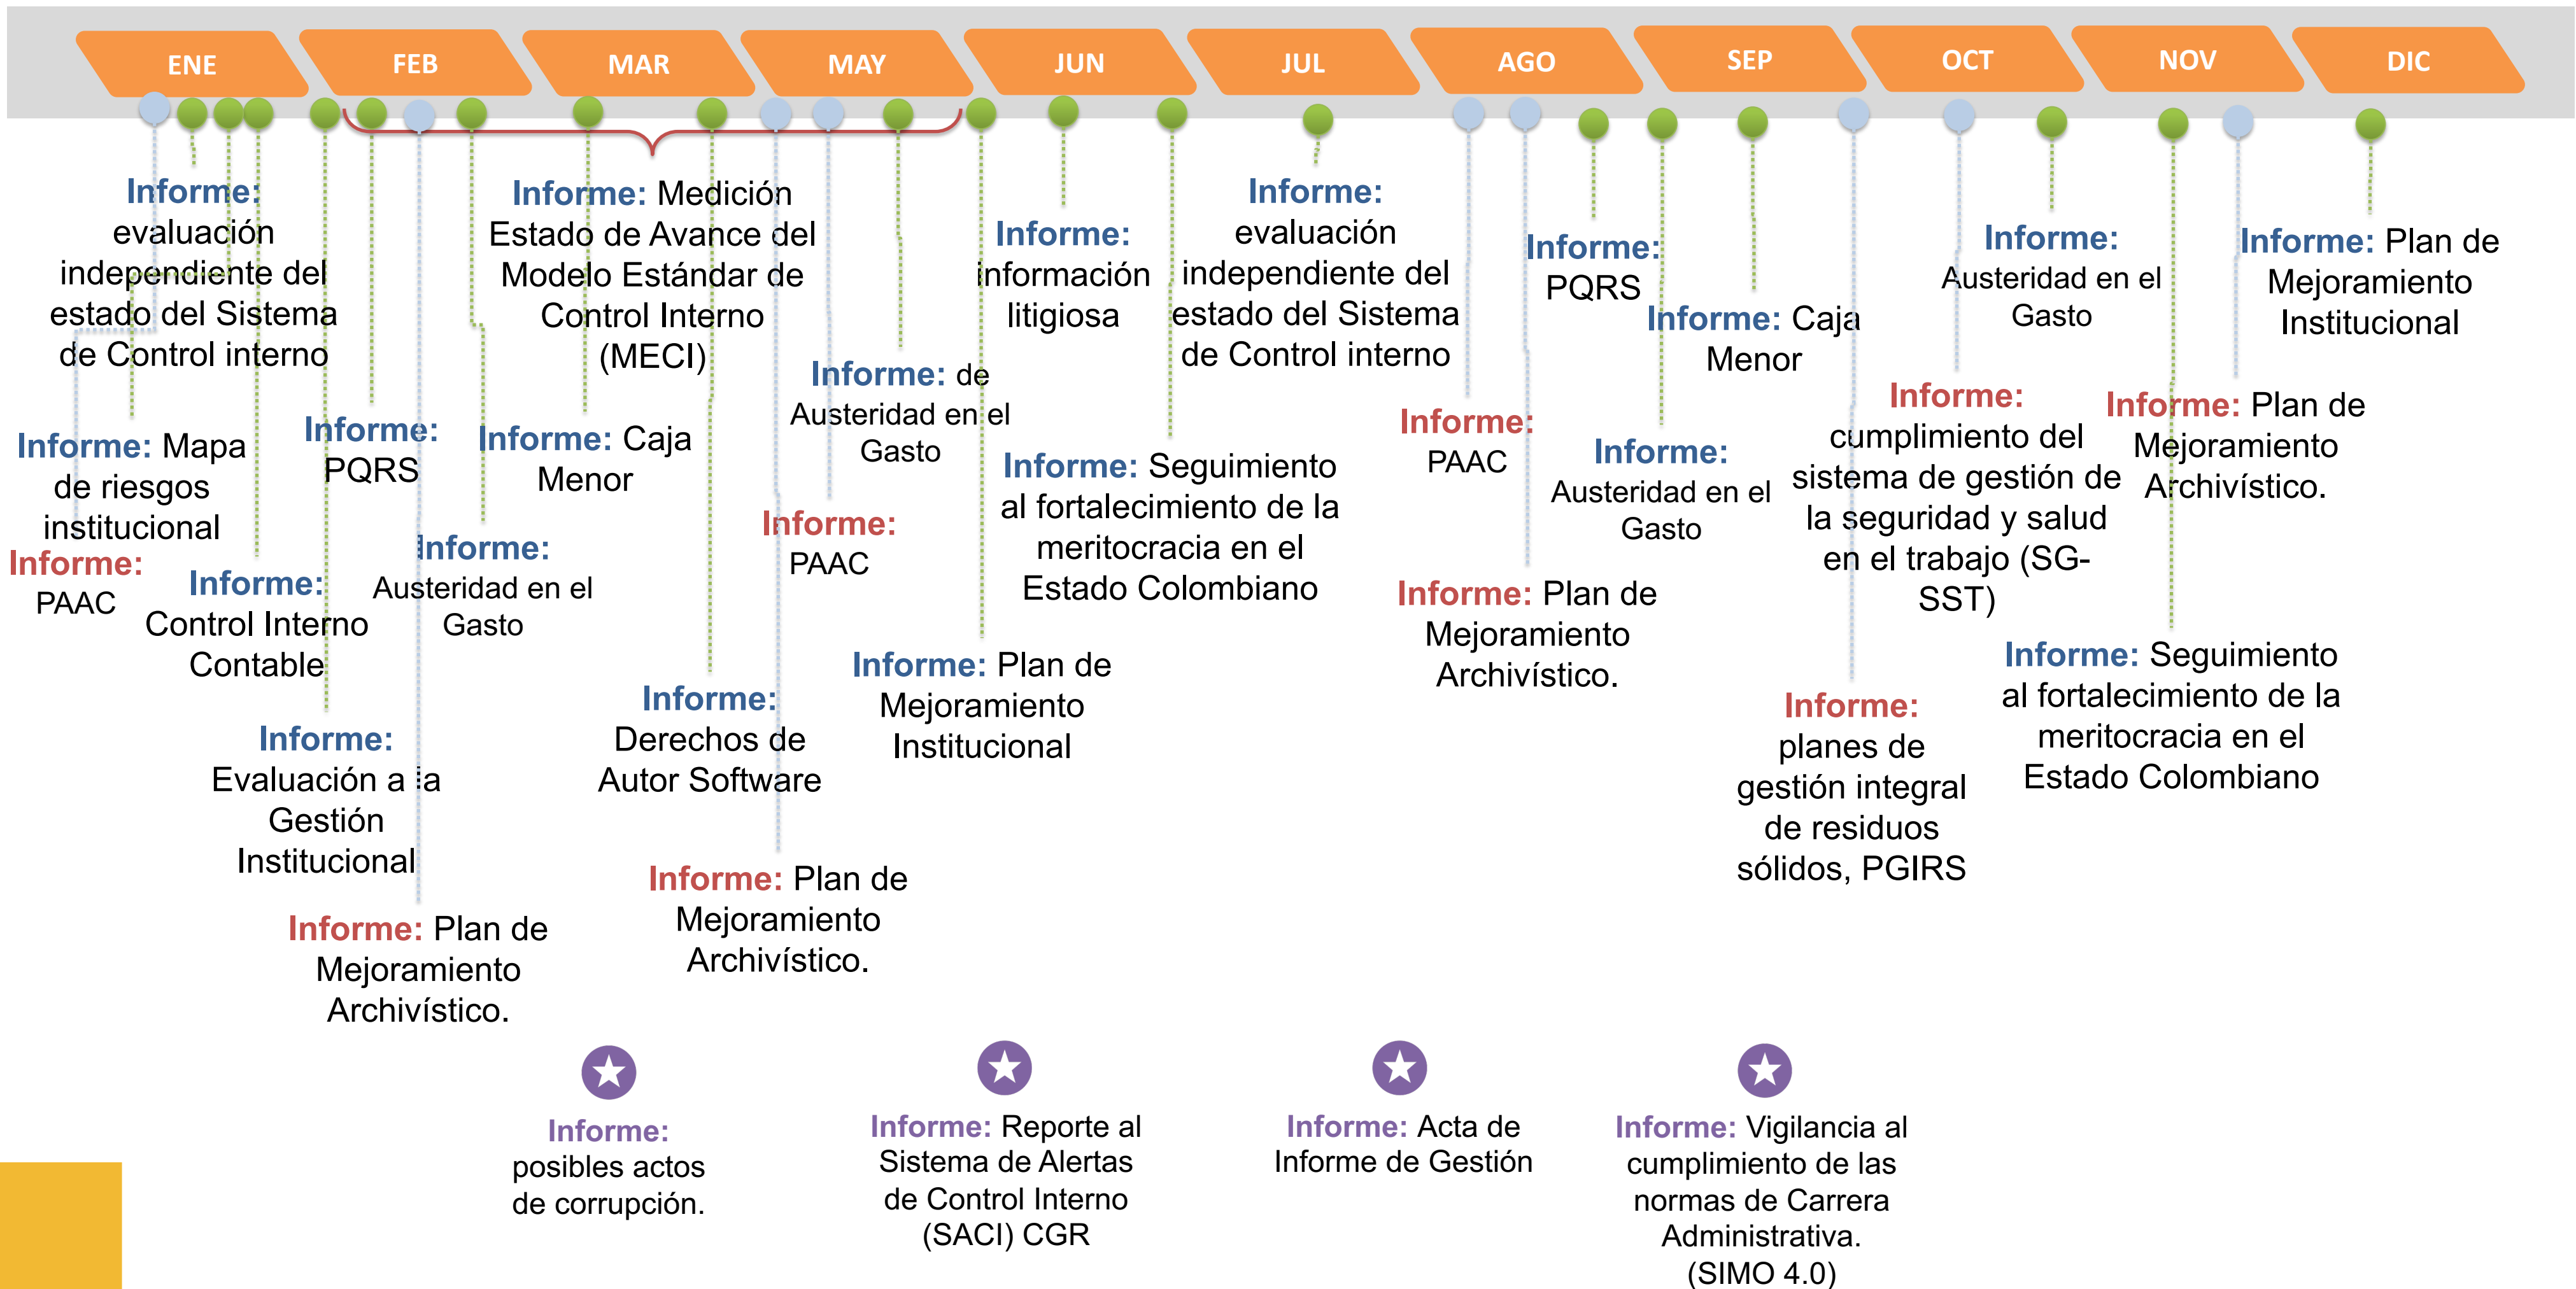 ENE
FEB
MAR
MAY
JUN
JUL
AGO
SEP
OCT
NOV
DIC
Informe:
evaluación
independiente del
estado del Sistema
de Control interno
Informe: Mapa
de riesgos
institucional
Informe:
PAAC
Informe:
Control Interno
Contable
Informe:
Evaluación a la
Gestión
Institucional
Informe:
PQRS
Informe: Plan de
Mejoramiento
Archivístico.
Informe:
Austeridad en el
Gasto
Informe: Medición
Estado de Avance del
Modelo Estándar de
Control Interno
(MECI)
Informe: Caja
Menor
Informe:
Derechos de
Autor Software
Informe: Plan de
Mejoramiento
Archivístico.
Informe:
PAAC
Informe: de
Austeridad en el
Gasto
Informe: Plan de
Mejoramiento
Institucional
Informe:
información
litigiosa
Informe: Seguimiento
al fortalecimiento de la
meritocracia en el
Estado Colombiano
Informe:
evaluación
independiente del
estado del Sistema
de Control interno
Informe:
PAAC
Informe: Plan de
Mejoramiento
Archivístico.
Informe:
PQRS
Informe:
Austeridad en el
Gasto
Informe: Caja
Menor
Informe:
planes de
gestión integral
de residuos
sólidos, PGIRS
Informe:
cumplimiento del
sistema de gestión de
la seguridad y salud
en el trabajo (SG-
SST)
Informe:
Austeridad en el
Gasto
Informe: Seguimiento
al fortalecimiento de la
meritocracia en el
Estado Colombiano
Informe: Plan de
Mejoramiento
Archivístico.
Informe: Plan de
Mejoramiento
Institucional
Informe:
posibles actos
de corrupción.
Informe: Reporte al
Sistema de Alertas
de Control Interno
(SACI) CGR
Informe: Acta de
Informe de Gestión
Informe: Vigilancia al
cumplimiento de las
normas de Carrera
Administrativa.
(SIMO 4.0)